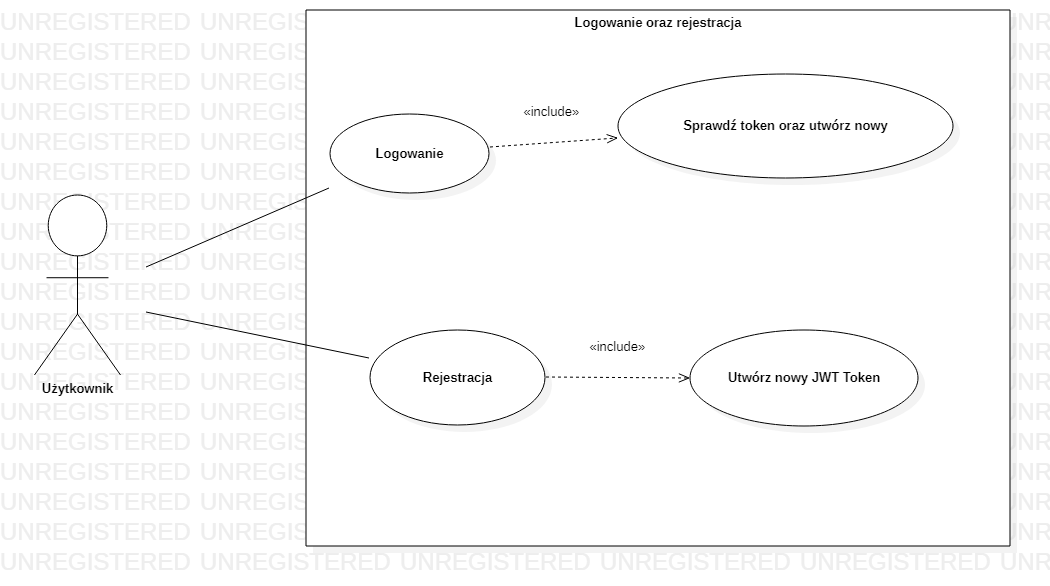 Logowanie oraz rejestracja
«include»
Logowanie
Sprawdź token oraz utwórz nowy
Użytkownik
«include»
Rejestracja
Utwórz nowy JWT Token
UNREGISTERED UNREGISTERED UNREGISTERED UNREGISTERED UNREGISTERED UNR